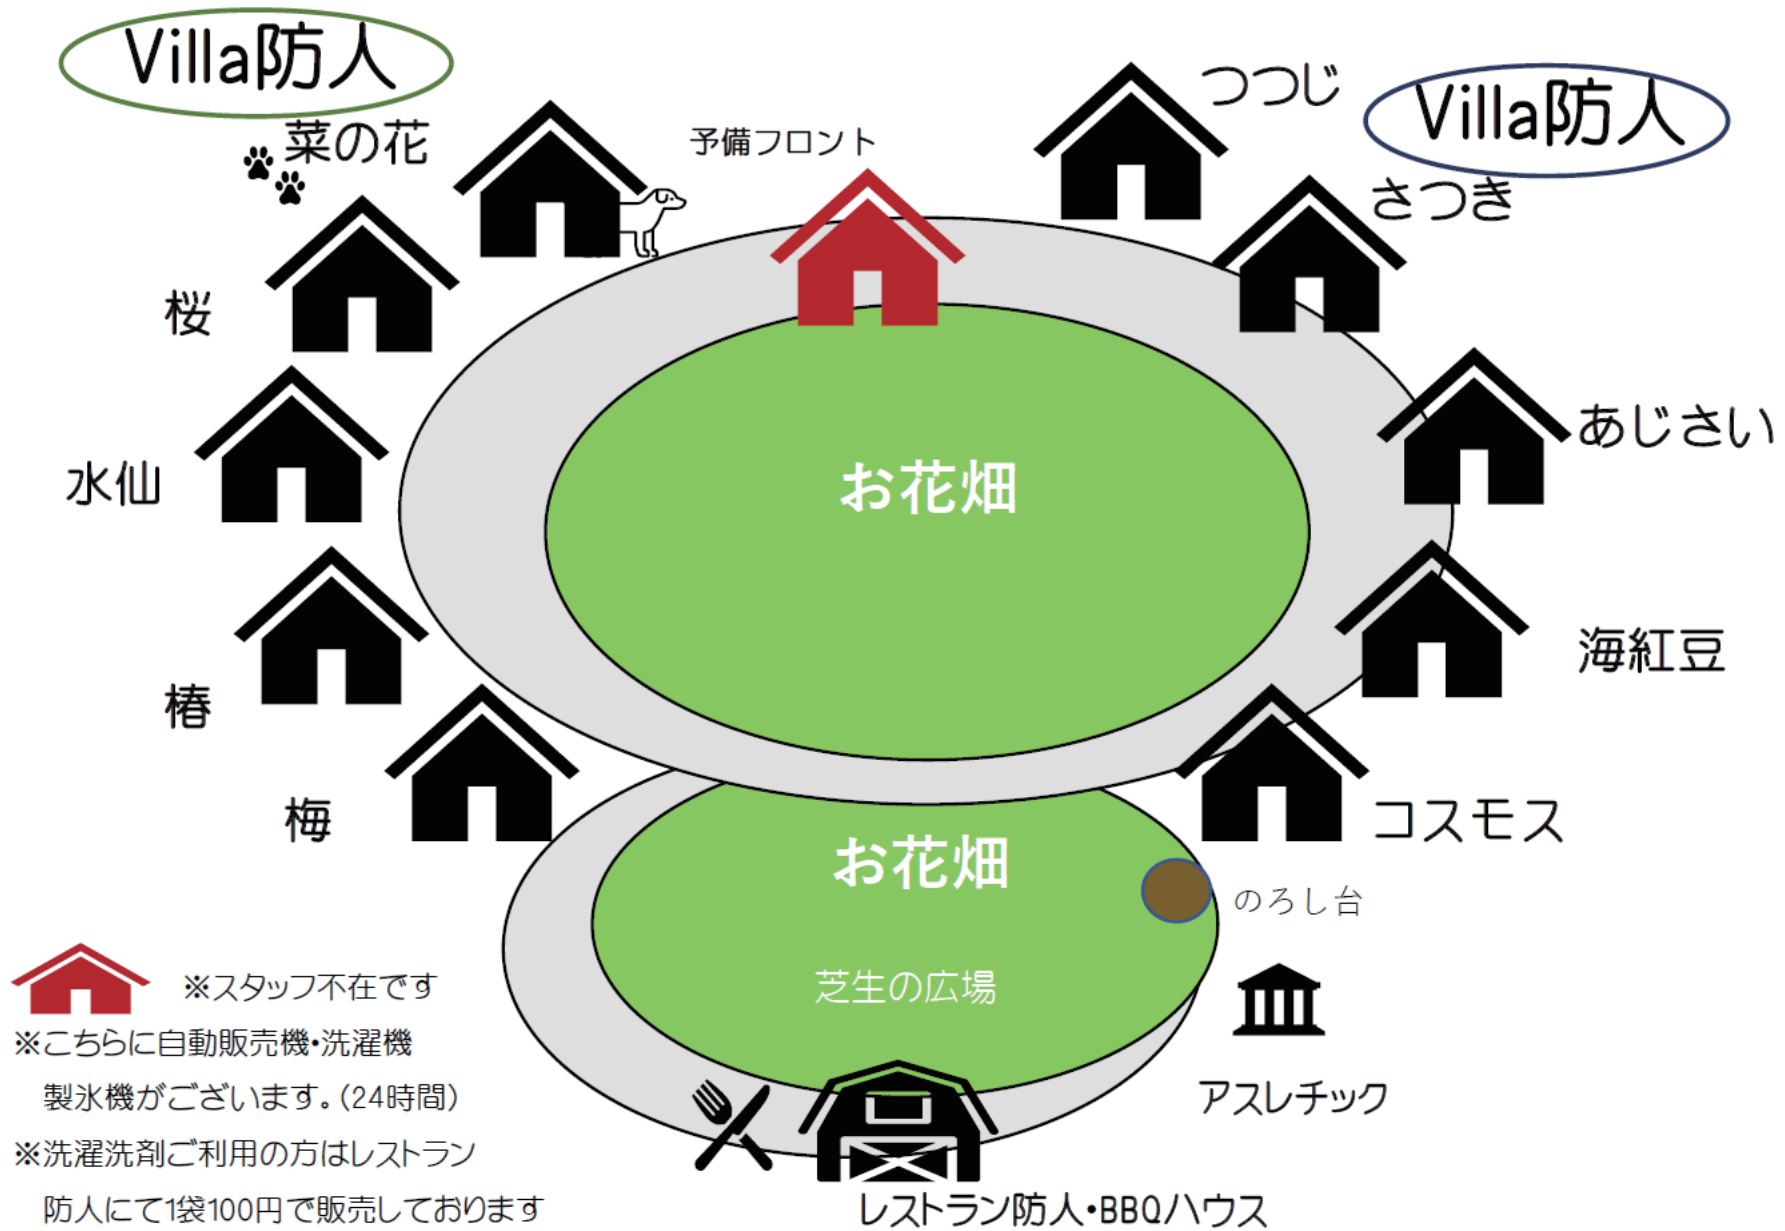 Villa防人
菜の花
予備フロント
つつじ
Villa防人
さつき
桜
あじさい
水仙
お花畑
海紅豆
椿
梅
コスモス
お花畑
のろし台
芝生の広場
※スタッフ不在です
※こちらに自動販売機・洗濯機
製氷機がございます。(24時間)
※洗濯洗剤ご利用の方はレストラン
防人にて1袋100円で販売しております
アスレチック
レストラン防人・BBQハウス